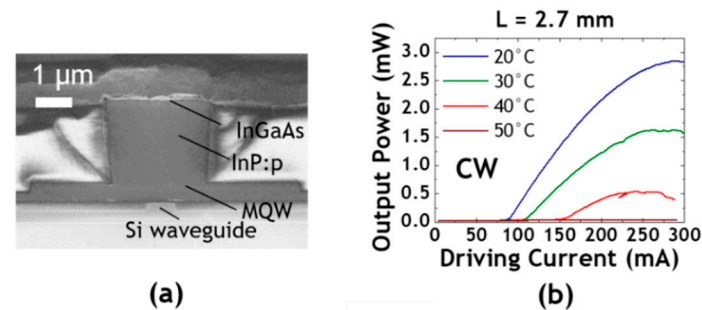 1 μm
InGaAs
InP:p
MQW
Si waveguide
(a)
L = 2.7 mm
Output Power (mW)
3.0
2.5
2.0
1.5
1.0
0.5
0.0
20°C
30°C
40°C
50°C
CW
0 50 100 150 200 250 300
Driving Current (mA)
(b)